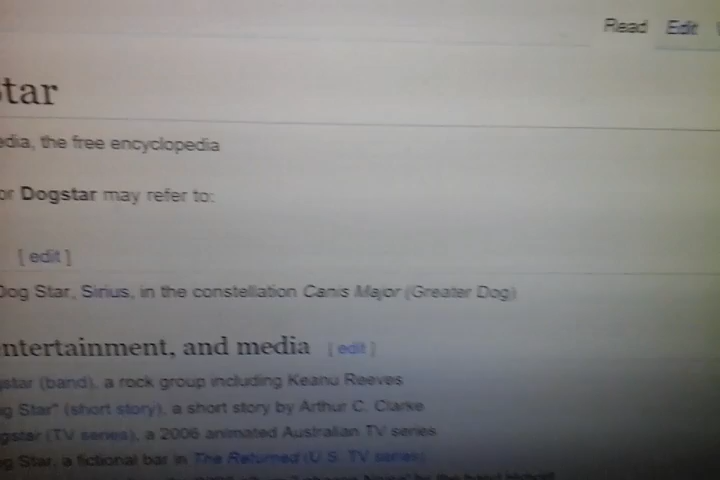 Read Edit
tar
edia, the free encyclopedia
or Dogstar may refer to:
[ edit ]
Dog Star, Sirius, in the constellation Canis Major (Greater Dog)
ntertainment, and media [ edit ]
gstar (band), a rock group including Keanu Reeves
g Star" (short story), a short story by Arthur C. Clarke
gstar (TV series), a 2006 animated Australian TV series
g Star, a fictional bar in The Returned (U.S. TV series)